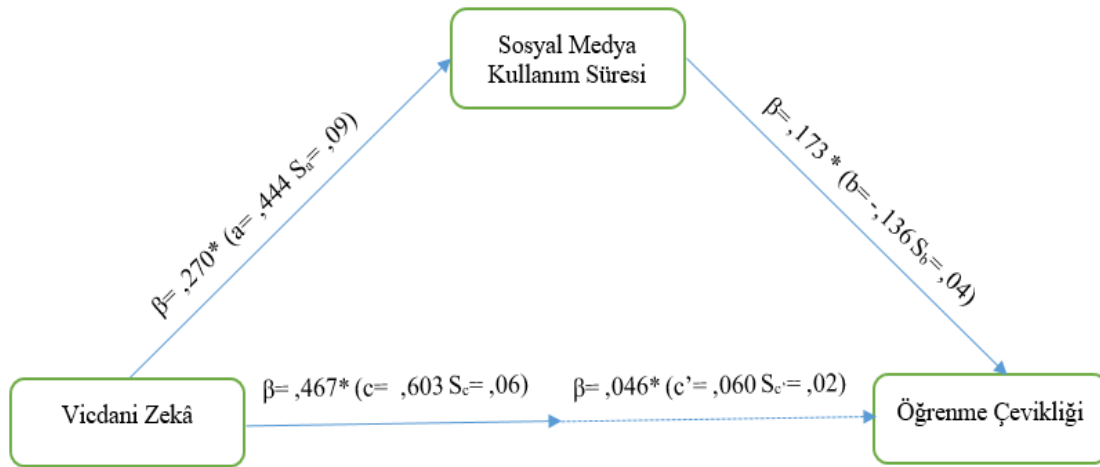 Sosyal Medya
Kullanım Süresi
β= ,270* (a= ,444 Sa= ,09)
β= ,173 * (b= -,136 Sb= ,04)
Vicdani Zekâ
β= ,467* (c= ,603 Sc= ,06)
β= ,046* (c’= ,060 Sc’= ,02)
Öğrenme Çevikliği